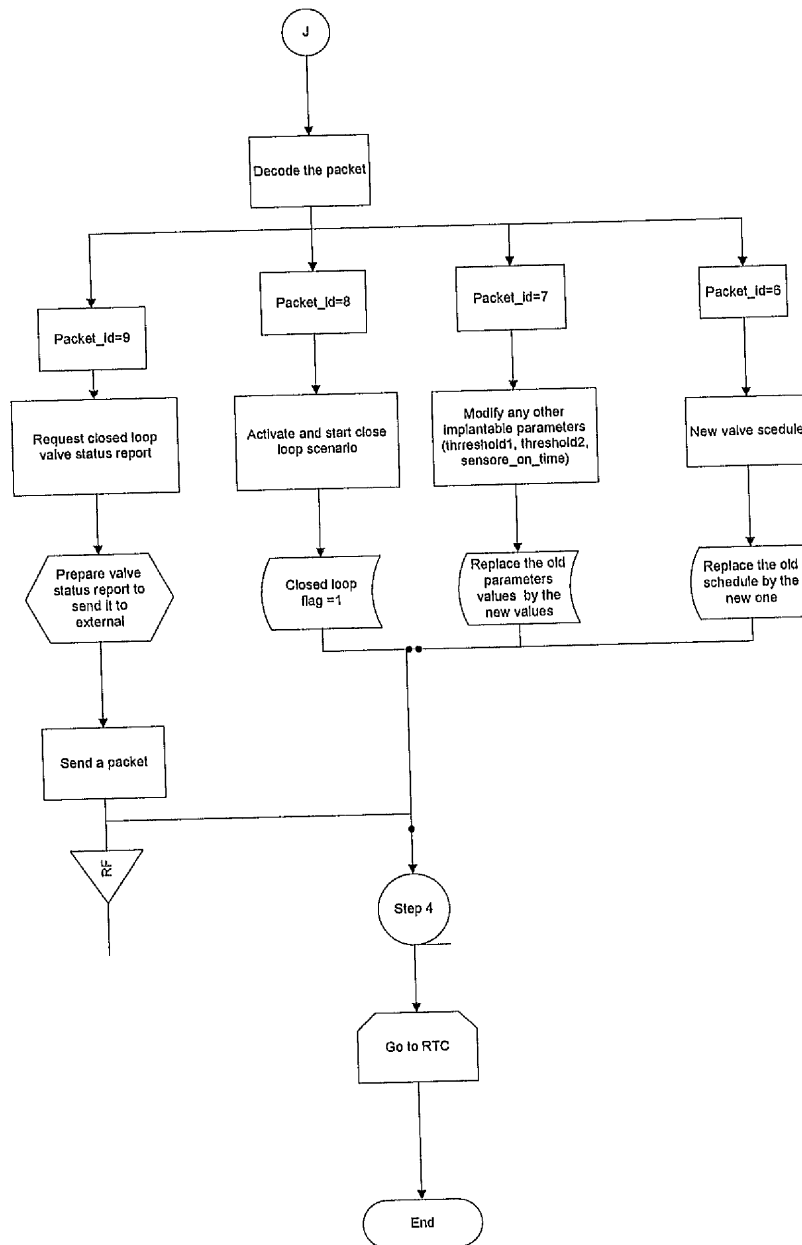 J
Decode the packet
Packet_id=9
Packet_id=8
Packet_id=7
Packet_id=6
Request closed loop
valve status report
Activate and start close
loop scenario
Modify any other
implantable parameters
(thrreshold1, threshold2,
sensore_on_time)
New valve scedule
Prepare valve
status report to
send it to
external
Closed loop
flag =1
Replace the old
parameters
values by the
new values
Replace the old
schedule by the
new one
Send a packet
RF
Step 4
Go to RTC
End